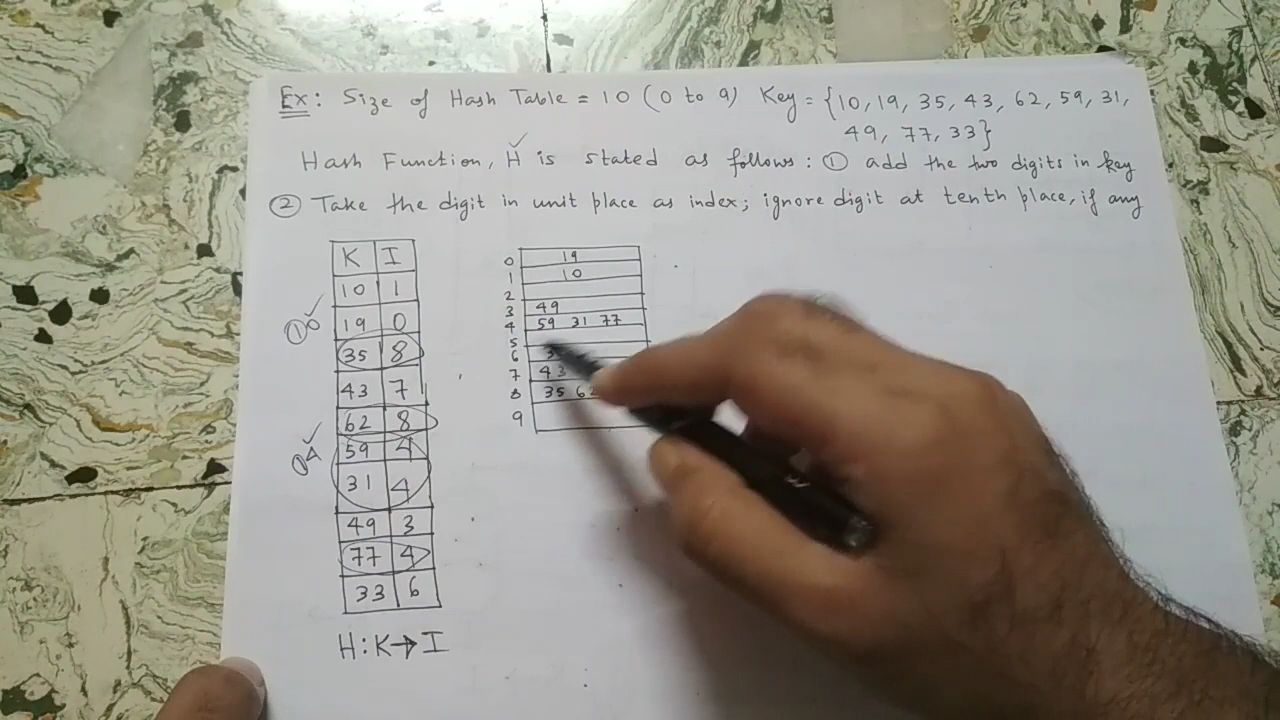 Ex: Size of Hash Table = 10 (0 to 9) Key = {10, 19, 35, 43, 62, 59, 31,
49, 77, 33}
Hash Function, H is stated as follows: ① add the two digits in key
② Take the digit in unit place as index; ignore digit at tenth place, if any
K I
10 1
①0 19 0
35 8
43 7
62 8
①4 59 4
31 4
49 3
77 4
33 6
H: K→I
0 19
1 10
2
3 49
4 59 31 77
5
6
7 43
8 35
9